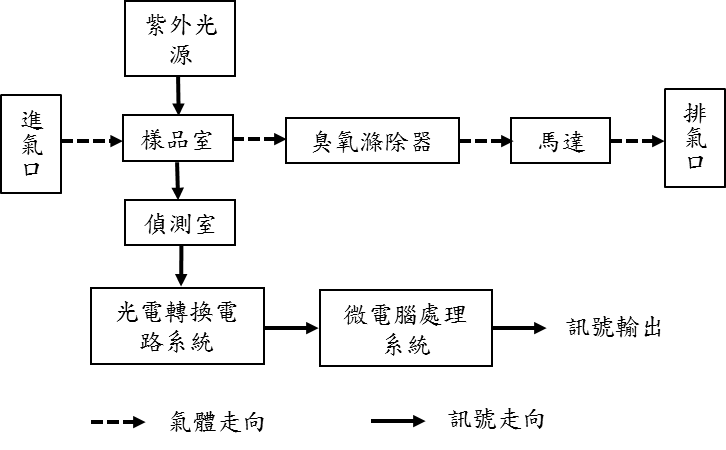 紫外光
源
進
氣
口
樣品室
臭氧滌除器
馬達
排
氣
口
偵測室
光電轉換電
路系統
微電腦處理
系統
訊號輸出
氣體走向
訊號走向